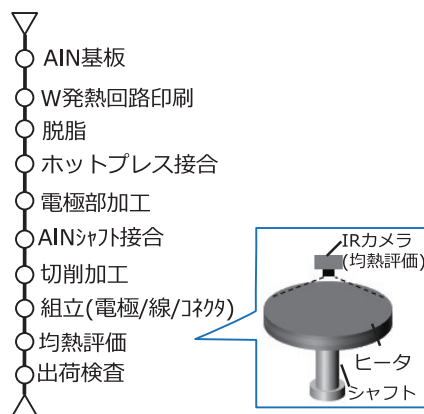 AlN基板
W発熱回路印刷
脱脂
ホットプレス接合
電極部加工
AlNシャフト接合
切削加工
組立(電極/線/コネクタ)
均熱評価
出荷検査
IRカメラ
(均熱評価)
ヒータ
シャフト